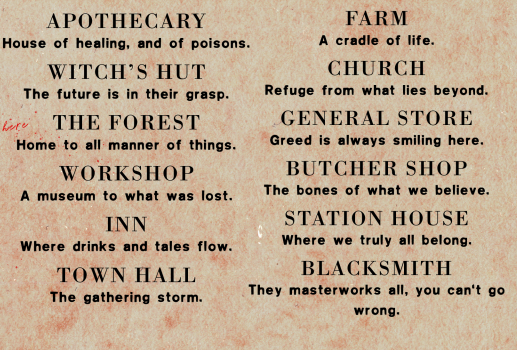 APOTHECARY
House of healing, and of poisons.
WITCH'S HUT
The future is in their grasp.
here
THE FOREST
Home to all manner of things.
WORKSHOP
A museum to what was lost.
INN
Where drinks and tales flow.
TOWN HALL
The gathering storm.
FARM
A cradle of life.
CHURCH
Refuge from what lies beyond.
GENERAL STORE
Greed is always smiling here.
BUTCHER SHOP
The bones of what we believe.
STATION HOUSE
Where we truly all belong.
BLACKSMITH
They masterworks all, you can't go
wrong.